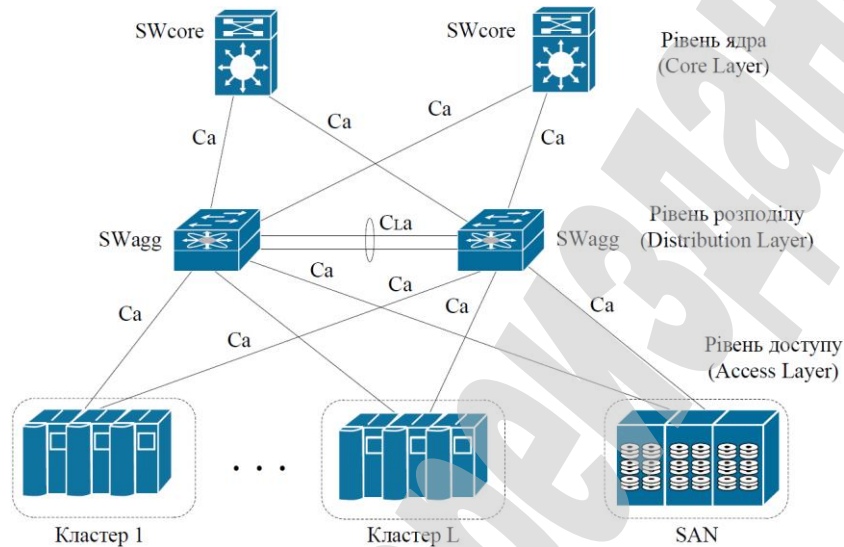 SWcore
SWcore
Рівень ядра
(Core Layer)
Ca
Ca
Ca
Ca
SWagg
CLa
SWagg
Рівень розподілу
(Distribution Layer)
Ca
Ca
Ca
Ca
Ca
Ca
Рівень доступу
(Access Layer)
. . .
Кластер 1
Кластер L
SAN